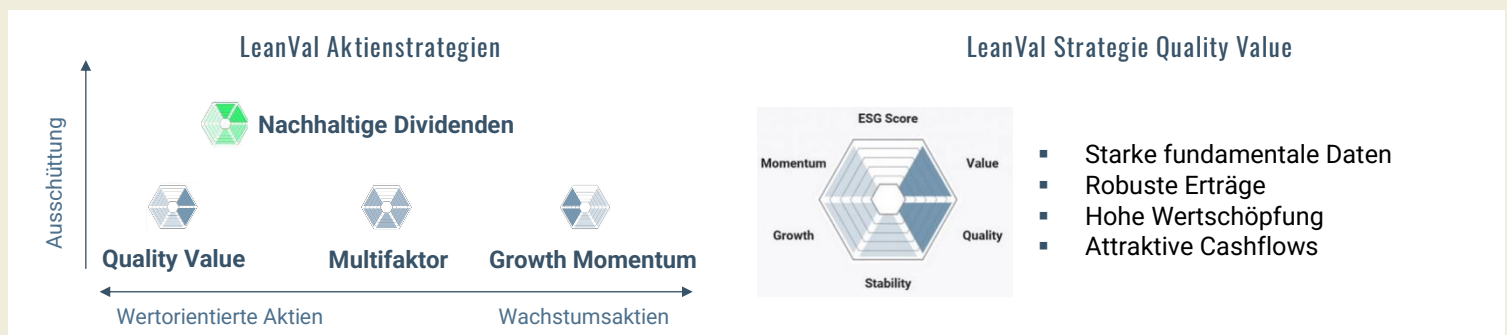 LeanVal Aktienstrategien
Ausschüttung
Nachhaltige Dividenden
Quality Value
Multifaktor
Growth Momentum
Wertorientierte Aktien
Wachstumsaktien
LeanVal Strategie Quality Value
ESG Score
Momentum
Value
Growth
Quality
Stability
▪ Starke fundamentale Daten
▪ Robuste Erträge
▪ Hohe Wertschöpfung
▪ Attraktive Cashflows